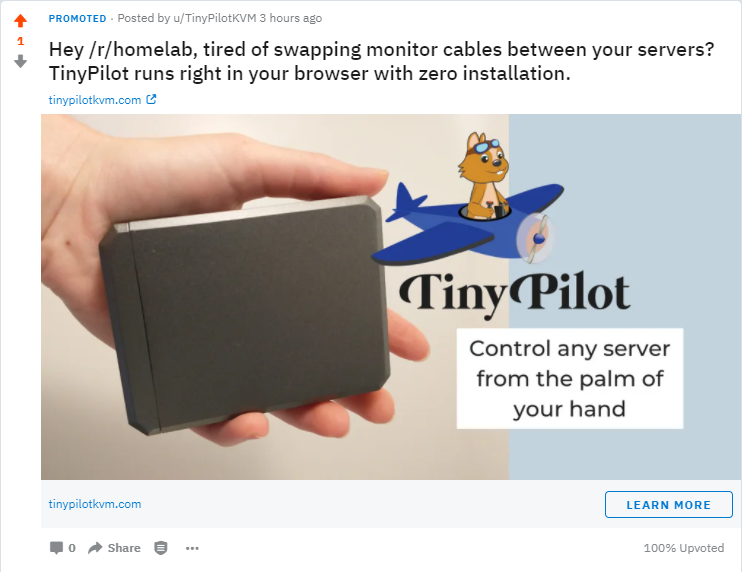 PROMOTED · Posted by u/TinyPilotKVM 3 hours ago
1
Hey /r/homelab, tired of swapping monitor cables between your servers?
TinyPilot runs right in your browser with zero installation.
tinypilotkvm.com
TinyPilot
Control any server
from the palm of
your hand
tinypilotkvm.com
LEARN MORE
0 Share ••• 100% Upvoted